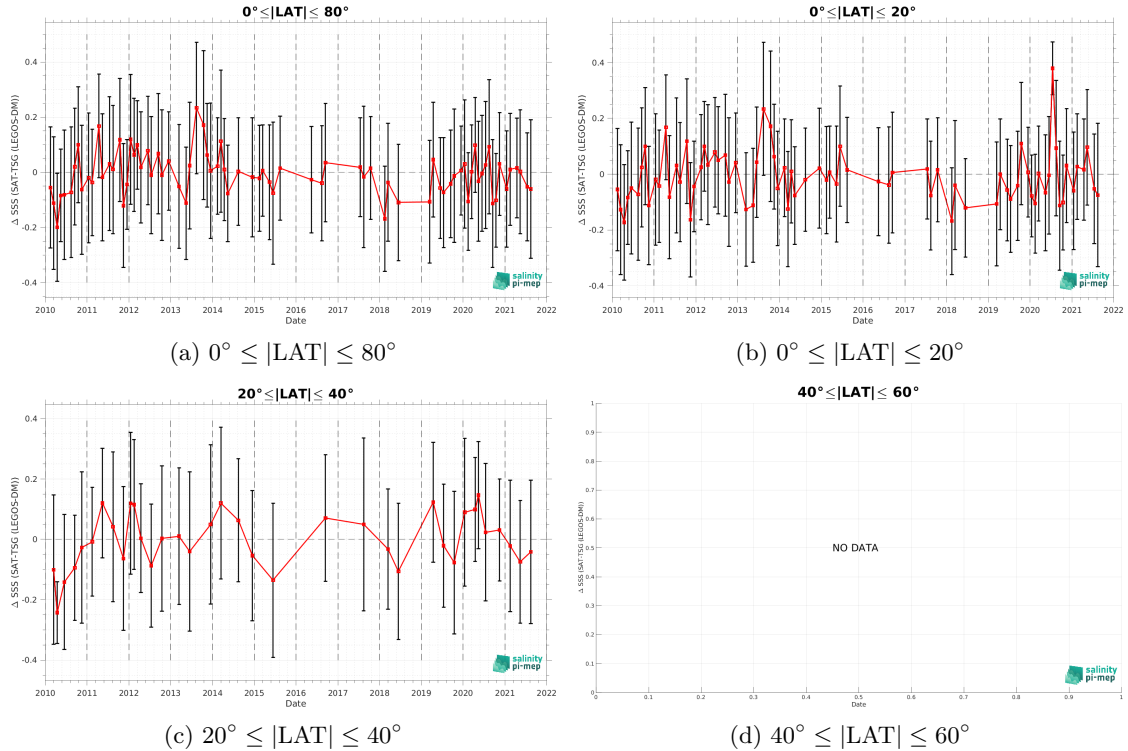 0°≤|LAT|≤ 80°
Δ SSS (SAT-TSG (LEGOS-DM))
0.4
0.2
0
-0.2
-0.4
2010 2011 2012 2013 2014 2015 2016 2017 2018 2019 2020 2021 2022
Date
salinity
pi-mep
(a) 0° ≤ |LAT| ≤ 80°
0°≤|LAT|≤ 20°
Δ SSS (SAT-TSG (LEGOS-DM))
0.4
0.2
0
-0.2
-0.4
2010 2011 2012 2013 2014 2015 2016 2017 2018 2019 2020 2021 2022
Date
salinity
pi-mep
(b) 0° ≤ |LAT| ≤ 20°
20°≤|LAT|≤ 40°
Δ SSS (SAT-TSG (LEGOS-DM))
0.4
0.2
0
-0.2
-0.4
2010 2011 2012 2013 2014 2015 2016 2017 2018 2019 2020 2021 2022
Date
salinity
pi-mep
(c) 20° ≤ |LAT| ≤ 40°
40°≤|LAT|≤ 60°
Δ SSS (SAT-TSG (LEGOS-DM))
1
0.9
0.8
0.7
0.6
0.5
0.4
0.3
0.2
0.1
0
NO DATA
0 0.1 0.2 0.3 0.4 0.5 0.6 0.7 0.8 0.9 1
Date
salinity
pi-mep
(d) 40° ≤ |LAT| ≤ 60°